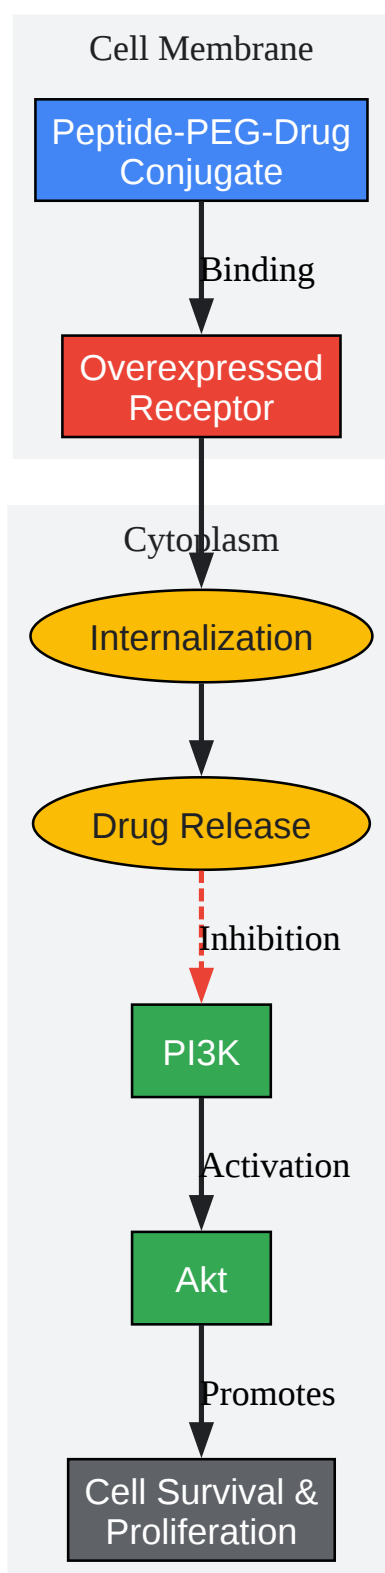 Cell Membrane
Peptide-PEG-Drug
Conjugate
Binding
Overexpressed
Receptor
Cytoplasm
Internalization
Drug Release
Inhibition
PI3K
Activation
Akt
Promotes
Cell Survival &
Proliferation